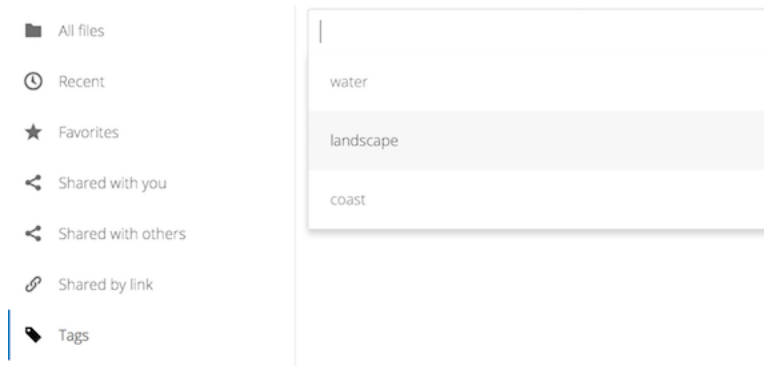 All files
Recent
Favorites
Shared with you
Shared with others
Shared by link
Tags
water
landscape
coast